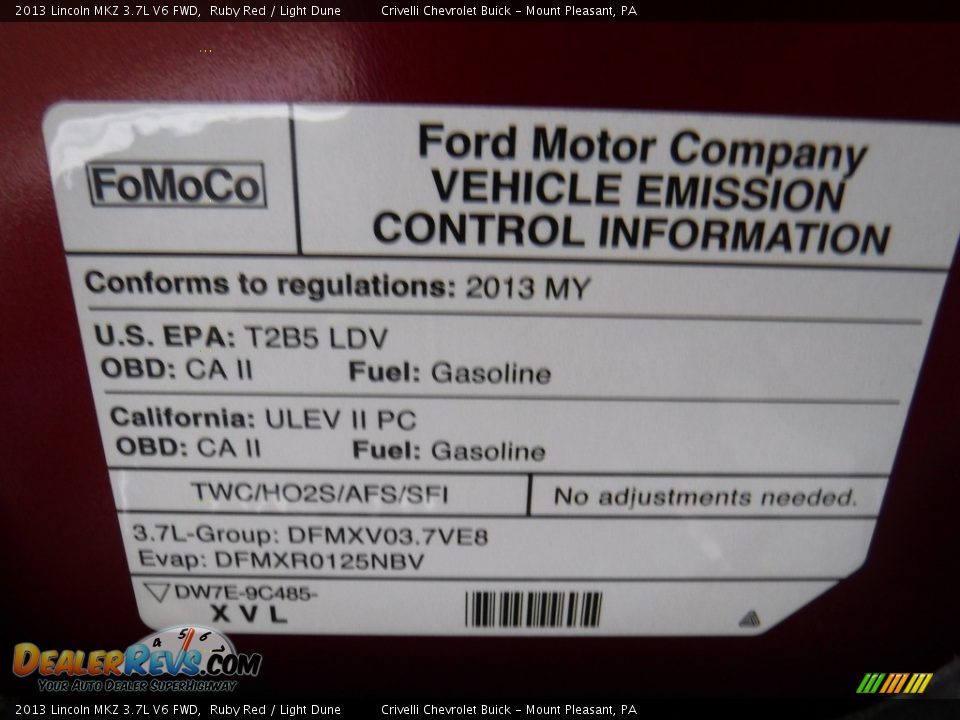 2013 Lincoln MKZ 3.7L V6 FWD, Ruby Red / Light Dune Crivelli Chevrolet Buick - Mount Pleasant, PA
FoMoCo
Ford Motor Company
VEHICLE EMISSION
CONTROL INFORMATION
Conforms to regulations: 2013 MY
U.S. EPA: T2B5 LDV
OBD: CA II Fuel: Gasoline
California: ULEV II PC
OBD: CA II Fuel: Gasoline
TWC/HO2S/AFS/SFI No adjustments needed.
3.7L-Group: DFMXV03.7VE8
Evap: DFMXR0125NBV
DW7E-9C485-
X V L
4 5 6
DEALERREVS.COM
YOUR AUTO DEALER SUPERHIGHWAY
2013 Lincoln MKZ 3.7L V6 FWD, Ruby Red / Light Dune Crivelli Chevrolet Buick - Mount Pleasant, PA